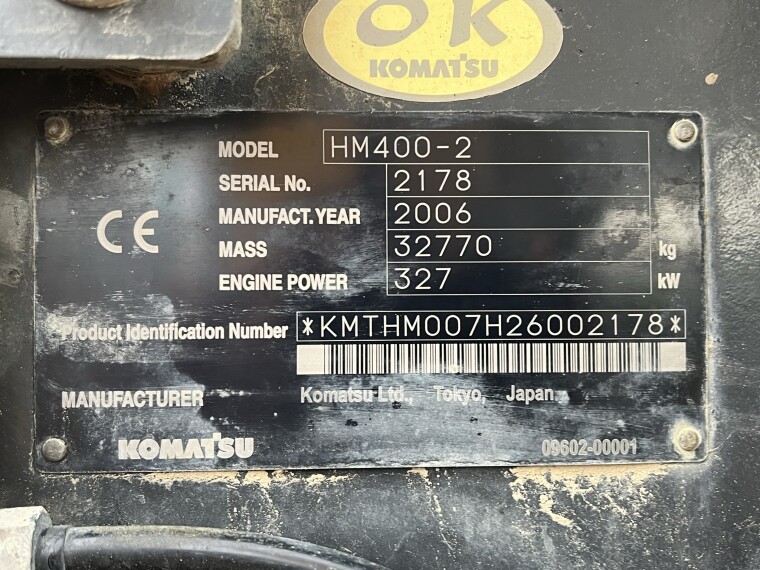 OK
KOMATSU
MODEL HM400-2
SERIAL No. 2178
MANUFACT. YEAR 2006
MASS 32770 kg
ENGINE POWER 327 kW
CE
Product Identification Number *KMTHM007H26002178*
MANUFACTURER Komatsu Ltd., Tokyo, Japan.
KOMATSU 09602-00001